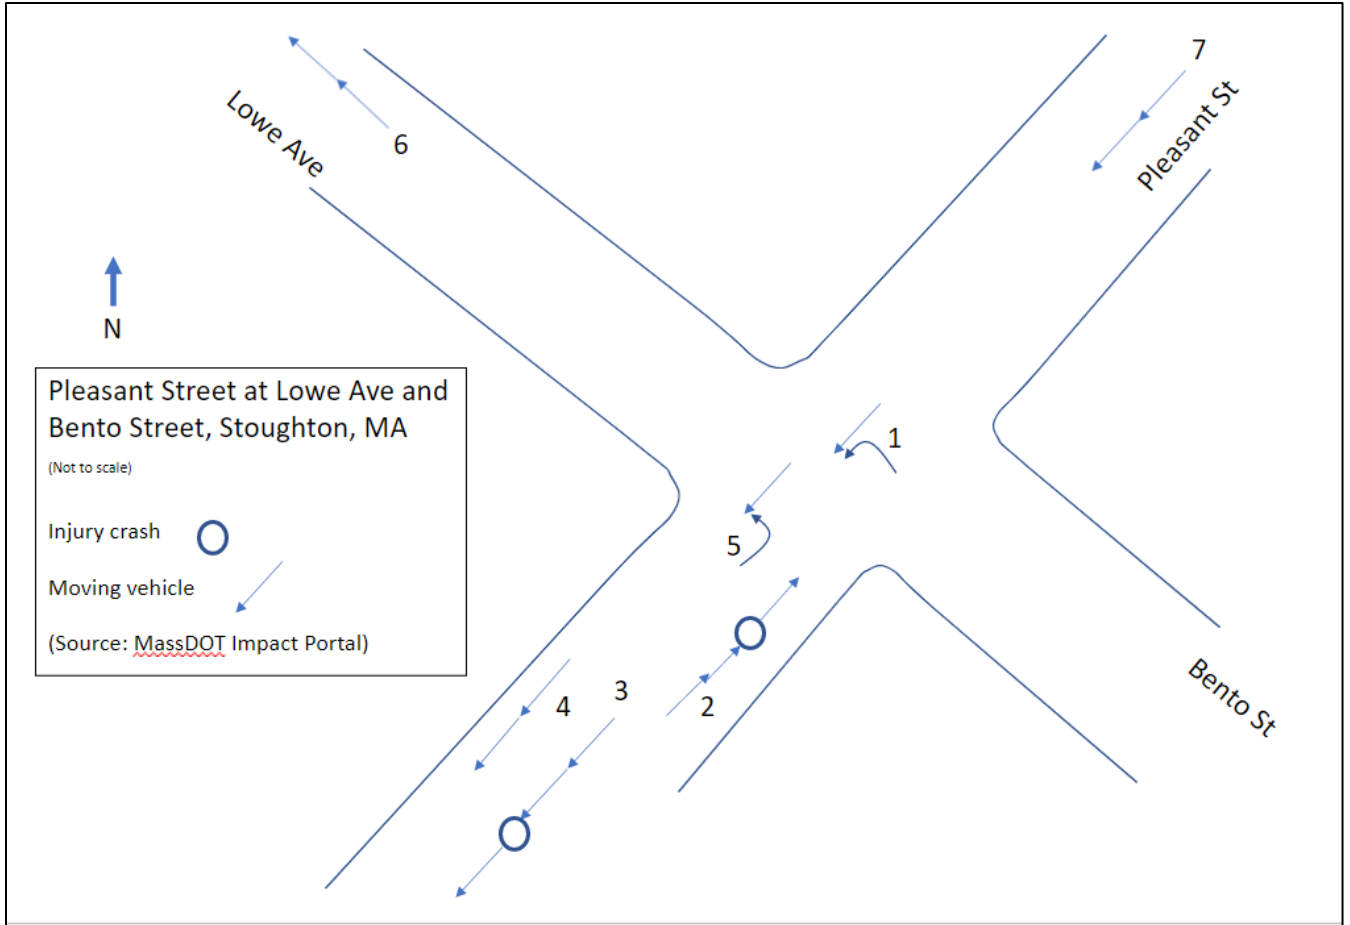 7
Pleasant St
Lowe Ave
6
N
Pleasant Street at Lowe Ave and
Bento Street, Stoughton, MA
(Not to scale)
Injury crash
Moving vehicle
(Source: MassDOT Impact Portal)
1
5
4
3
2
Bento St